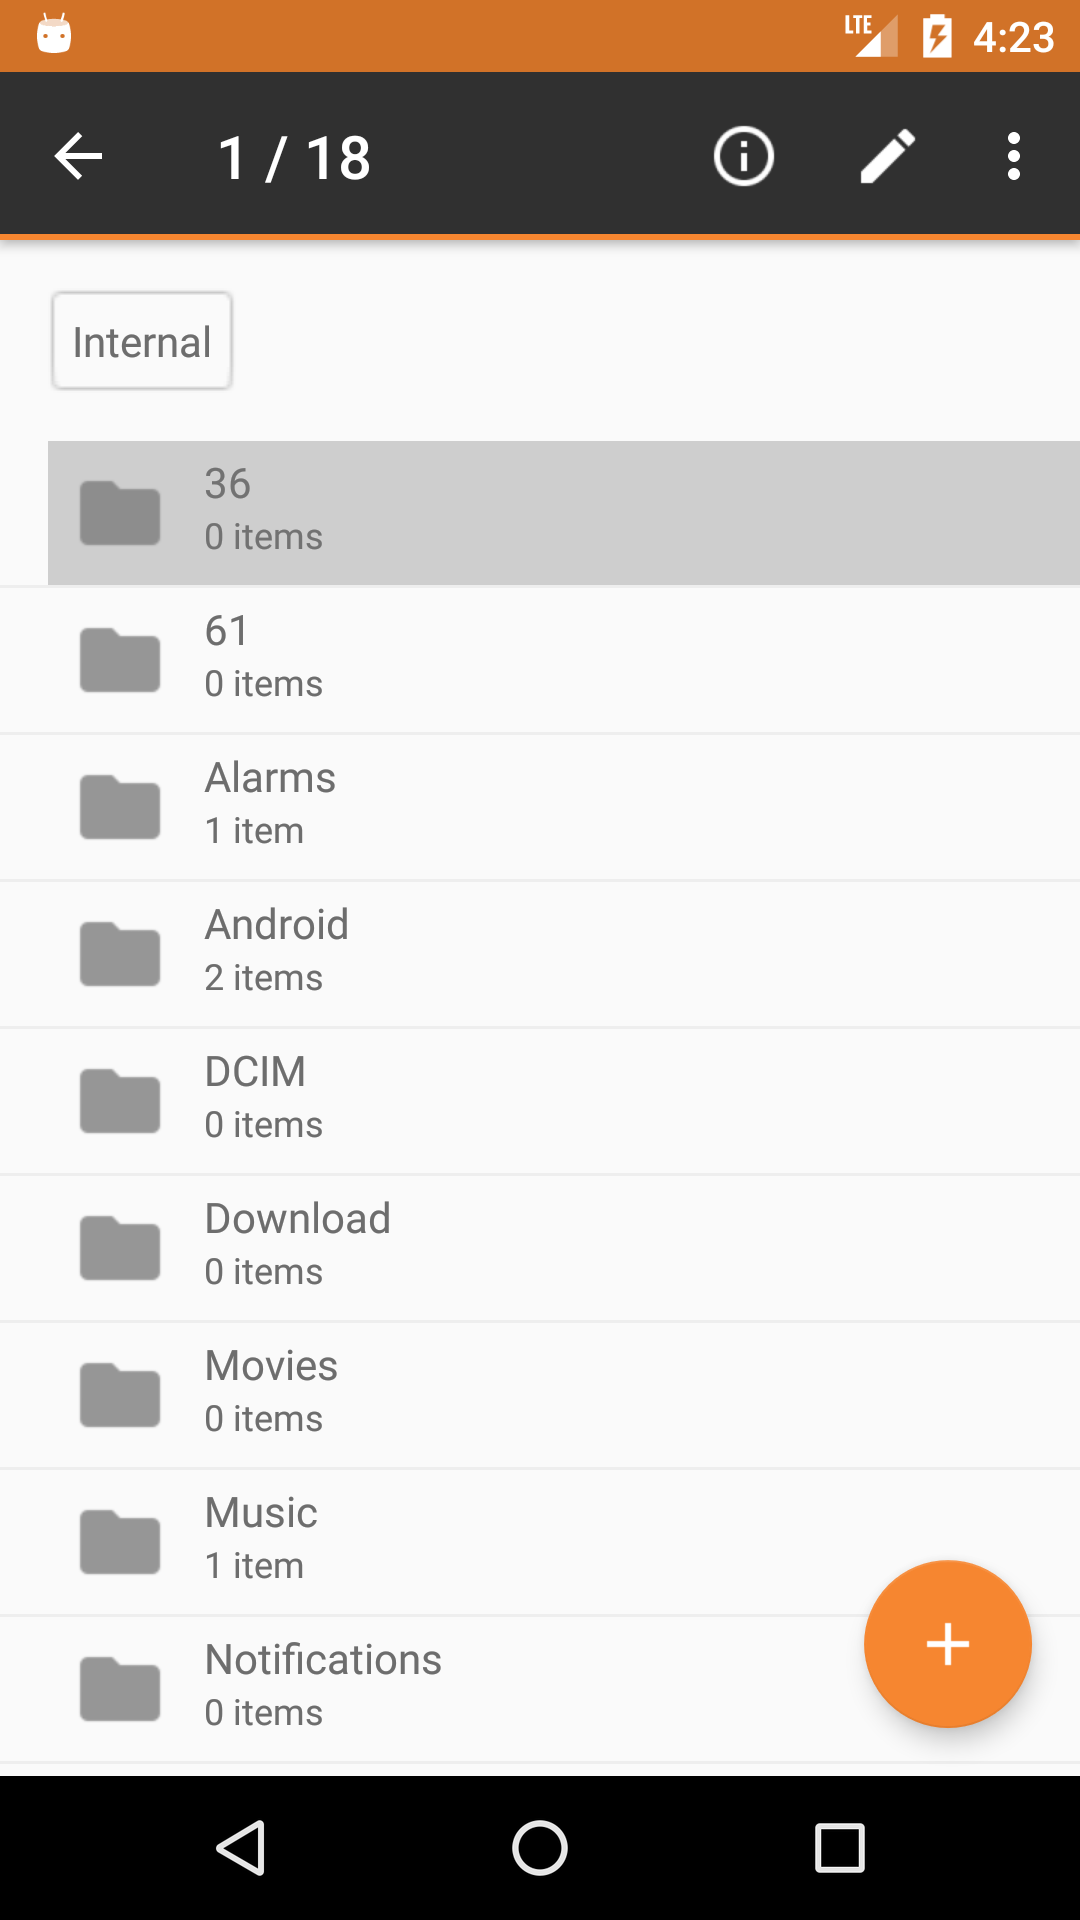 LTE 4:23
1 / 18
Internal
36
0 items
61
0 items
Alarms
1 item
Android
2 items
DCIM
0 items
Download
0 items
Movies
0 items
Music
1 item
Notifications
0 items